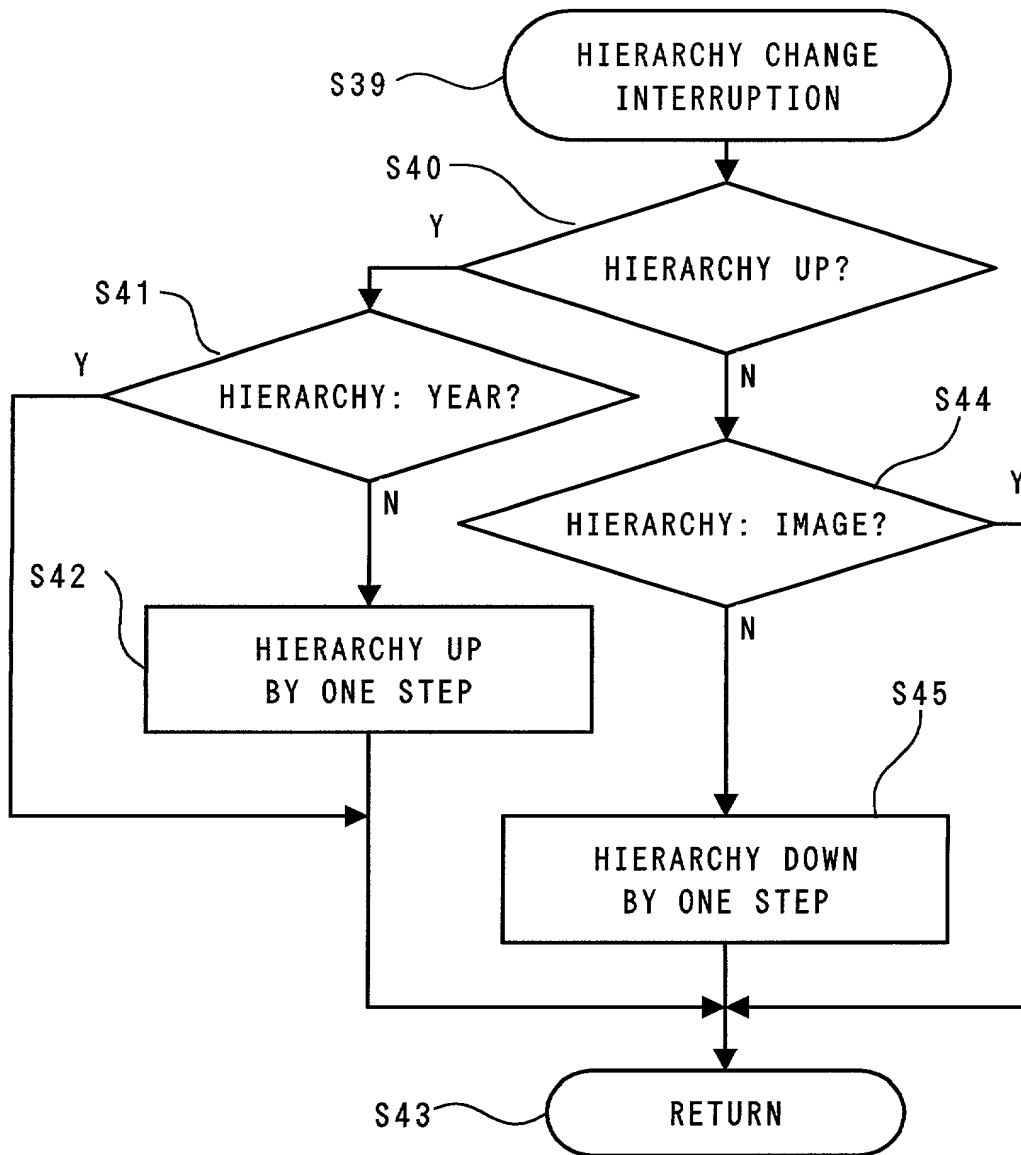 HIERARCHY CHANGE
INTERRUPTION
S39
S40
Y
HIERARCHY UP?
S41
Y
N
HIERARCHY: YEAR?
S44
N
Y
HIERARCHY: IMAGE?
S42
N
HIERARCHY UP
BY ONE STEP
S45
HIERARCHY DOWN
BY ONE STEP
S43
RETURN